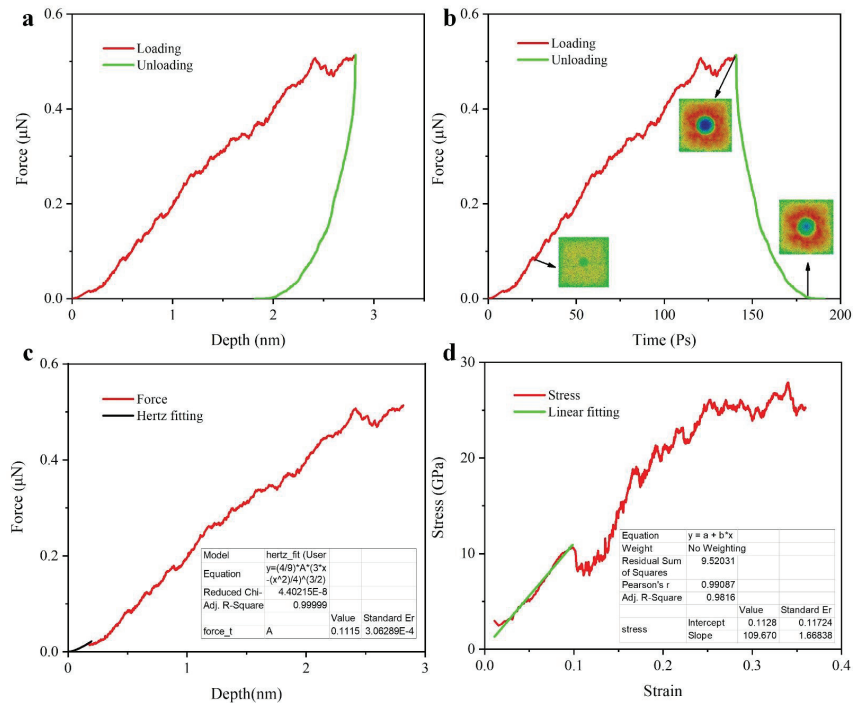 a
Force (μN)
0.6
0.4
0.2
0.0
Loading
Unloading
0
1
2
3
Depth (nm)
b
Force (μN)
0.6
0.4
0.2
0.0
Loading
Unloading
0
50
100
150
200
Time (Ps)
c
Force (μN)
0.6
0.4
0.2
0.0
Force
Hertz fitting
Model hertz_fit (User
Equation y=(4/9)*A*(3*x
-(x^2)/4)^(3/2)
Reduced Chi- 4.40215E-8
Adj. R-Square 0.99999
Value Standard Er
force_t A 0.1115 3.06289E-4
0
1
2
3
Depth(nm)
d
Stress (GPa)
30
20
10
0
Stress
Linear fitting
Equation y = a + b*x
Weight No Weighting
Residual Sum
of Squares 9.52031
Pearson's r 0.99087
Adj. R-Square 0.9816
Value Standard Er
stress Intercept 0.1128 0.11724
Slope 109.670 1.66838
0.0
0.1
0.2
0.3
0.4
Strain